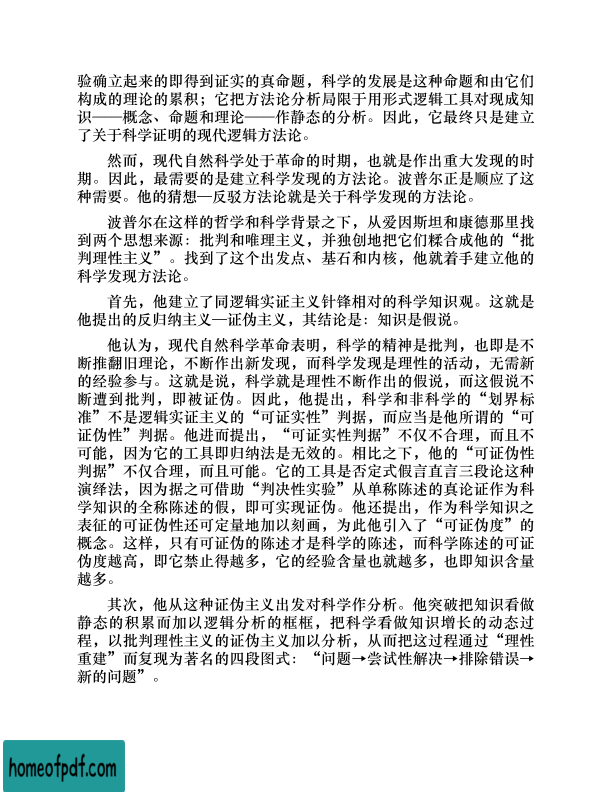 验确立起来的即得到证实的真命题，科学的发展是这种命题和由它们
构成的理论的累积；它把方法论分析局限于用形式逻辑工具对现成知
识——概念、命题和理论——作静态的分析。因此，它最终只是建立
了关于科学证明的现代逻辑方法论。
然而，现代自然科学处于革命的时期，也就是作出重大发现的时
期。因此，最需要的是建立科学发现的方法论。波普尔正是顺应了这
种需要。他的猜想—反驳方法论就是关于科学发现的方法论。
波普尔在这样的哲学和科学背景之下，从爱因斯坦和康德那里找
到两个思想来源：批判和唯理主义，并独创地把它们糅合成他的“批
判理性主义”。找到了这个出发点、基石和内核，他就着手建立他的
科学发现方法论。
首先，他建立了同逻辑实证主义针锋相对的科学知识观。这就是
他提出的反归纳主义—证伪主义，其结论是：知识是假说。
他认为，现代自然科学革命表明，科学的精神是批判，也即是不
断推翻旧理论，不断作出新发现，而科学发现是理性的活动，无需新
的经验参与。这就是说，科学就是理性不断作出的假说，而这假说不
断遭到批判，即被证伪。因此，他提出，科学和非科学的“划界标
准”不是逻辑实证主义的“可证实性”判据，而应当是他所谓的“可
证伪性”判据。他进而提出，“可证实性判据”不仅不合理，而且不
可能，因为它的工具即归纳法是无效的。相比之下，他的“可证伪性
判据”不仅合理，而且可能。它的工具是否定式假言直言三段论这种
演绎法，因为据之可借助“判决性实验”从单称陈述的真论证作为科
学知识的全称陈述的假，即可实现证伪。他还提出，作为科学知识之
表征的可证伪性还可定量地加以刻画，为此他引入了“可证伪度”的
概念。这样，只有可证伪的陈述才是科学的陈述，而科学陈述的可证
伪度越高，即它禁止得越多，它的经验含量也就越多，也即知识含量
越多。
其次，他从这种证伪主义出发对科学作分析。他突破把知识看做
静态的积累而加以逻辑分析的框框，把科学看做知识增长的动态过
程，以批判理性主义的证伪主义加以分析，从而把这过程通过“理性
重建”而复现为著名的四段图式：“问题→尝试性解决→排除错误→
新的问题”。
homeofpdf.com